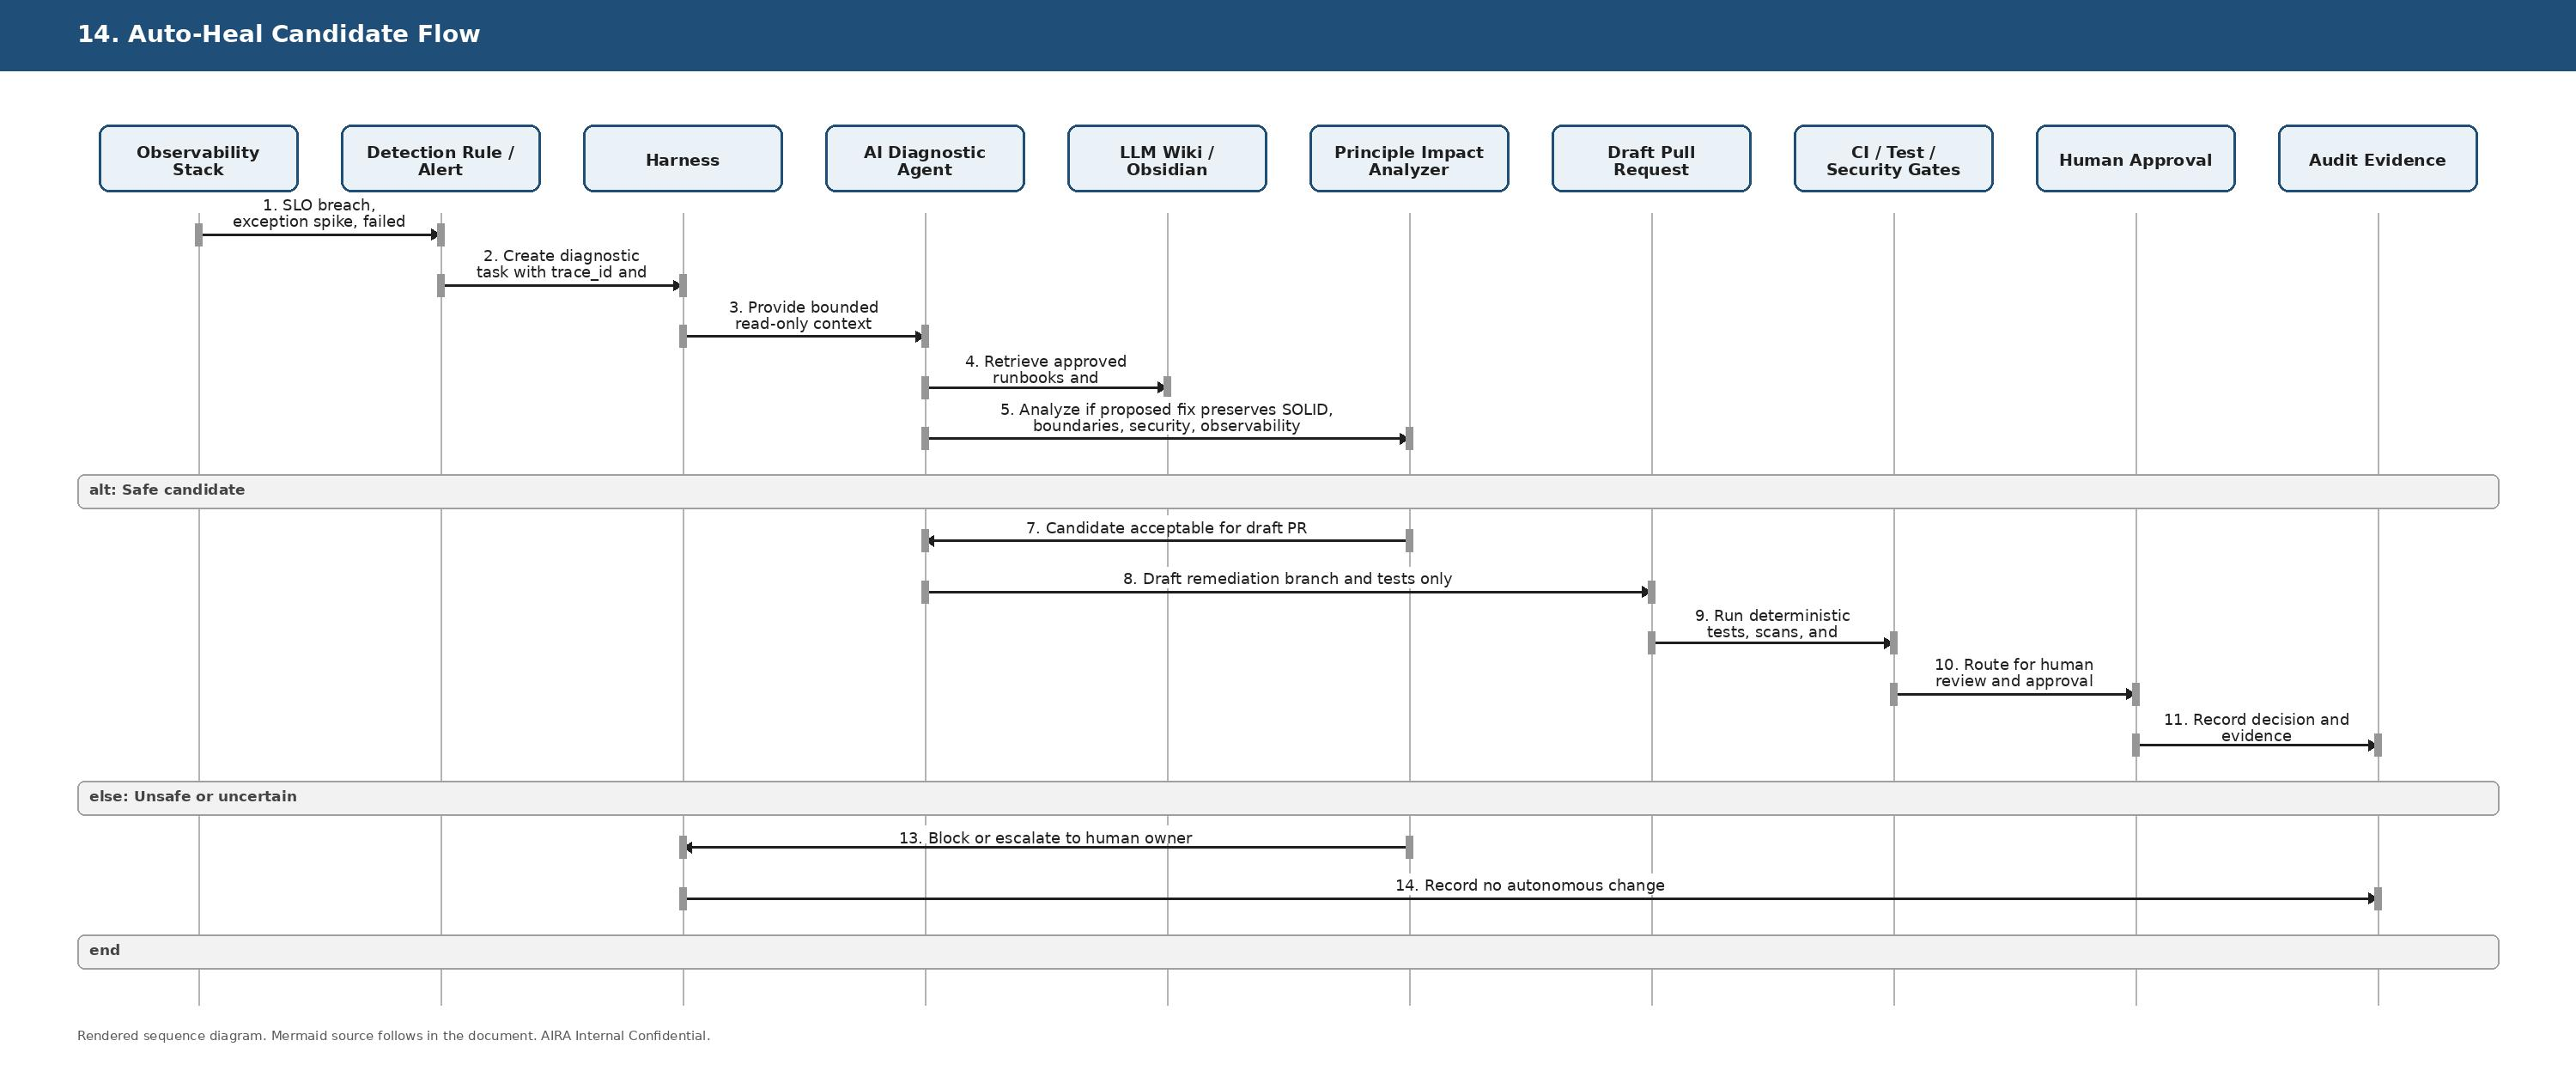 14. Auto-Heal Candidate Flow
Observability
Stack
Detection Rule /
Alert
Harness
AI Diagnostic
Agent
LLM Wiki /
Obsidian
Principle Impact
Analyzer
Draft Pull
Request
CI / Test /
Security Gates
Human Approval
Audit Evidence
1. SLO breach,
exception spike, failed
2. Create diagnostic
task with trace_id and
3. Provide bounded
read-only context
4. Retrieve approved
runbooks and
5. Analyze if proposed fix preserves SOLID,
boundaries, security, observability
alt: Safe candidate
7. Candidate acceptable for draft PR
8. Draft remediation branch and tests only
9. Run deterministic
tests, scans, and
10. Route for human
review and approval
11. Record decision and
evidence
else: Unsafe or uncertain
13. Block or escalate to human owner
14. Record no autonomous change
end
Rendered sequence diagram. Mermaid source follows in the document. AIRA Internal Confidential.